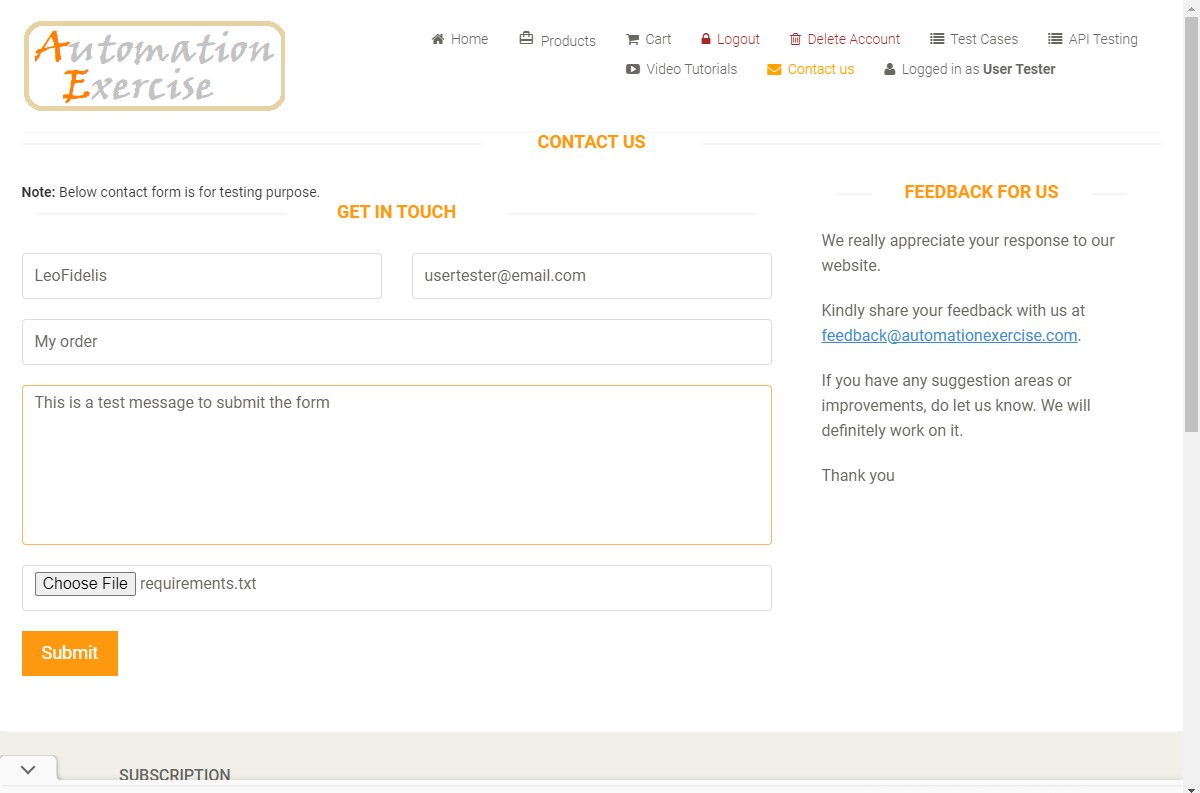 Automation
Exercise
Home
Products
Cart
Logout
Delete Account
Test Cases
API Testing
Video Tutorials
Contact us
Logged in as User Tester
CONTACT US
Note: Below contact form is for testing purpose.
GET IN TOUCH
LeoFidelis
usertester@email.com
My order
This is a test message to submit the form
Choose File requirements.txt
Submit
FEEDBACK FOR US
We really appreciate your response to our
website.
Kindly share your feedback with us at
feedback@automationexercise.com.
If you have any suggestion areas or
improvements, do let us know. We will
definitely work on it.
Thank you
SUBSCRIPTION